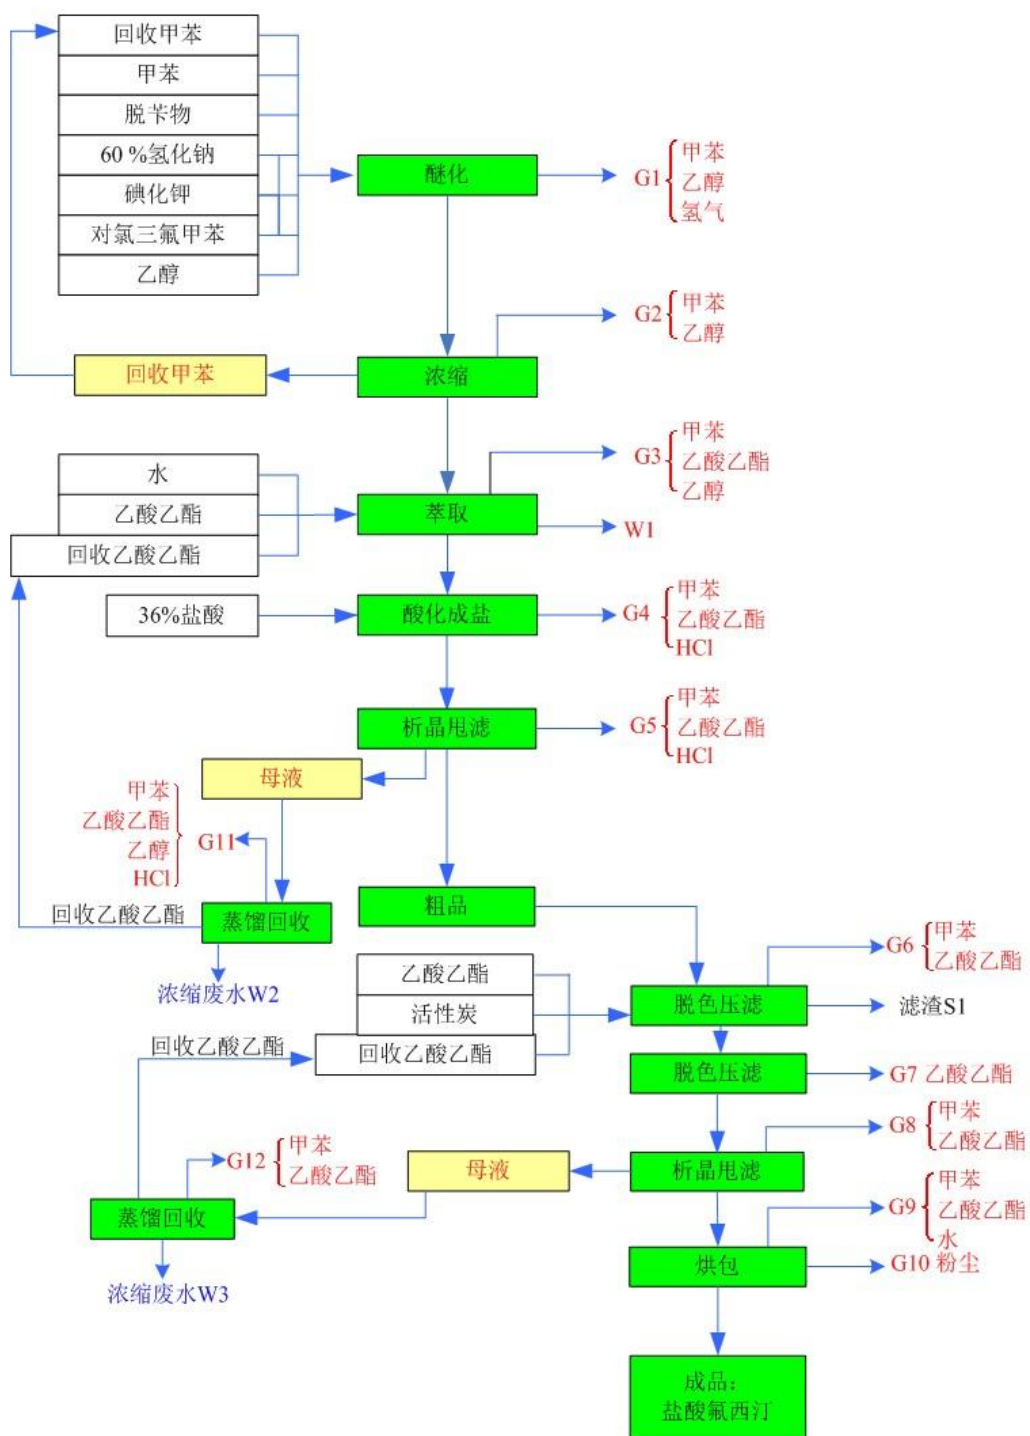 回收甲苯
甲苯
脱苄物
60 %氢化钠
碘化钾
对氯三氟甲苯
乙醇
醚化
G1
甲苯
乙醇
氢气
G2
甲苯
乙醇
回收甲苯
浓缩
G3
甲苯
乙酸乙酯
乙醇
水
乙酸乙酯
回收乙酸乙酯
萃取
W1
36%盐酸
酸化成盐
G4
甲苯
乙酸乙酯
HCl
析晶甩滤
G5
甲苯
乙酸乙酯
HCl
母液
甲苯
乙酸乙酯
乙醇
HCl
G11
粗品
回收乙酸乙酯
蒸馏回收
浓缩废水W2
G6
甲苯
乙酸乙酯
乙酸乙酯
活性炭
回收乙酸乙酯
脱色压滤
滤渣S1
回收乙酸乙酯
脱色压滤
G7 乙酸乙酯
G8
甲苯
乙酸乙酯
G12
甲苯
乙酸乙酯
母液
析晶甩滤
G9
甲苯
乙酸乙酯
水
蒸馏回收
烘包
G10 粉尘
浓缩废水W3
成品：
盐酸氟西汀